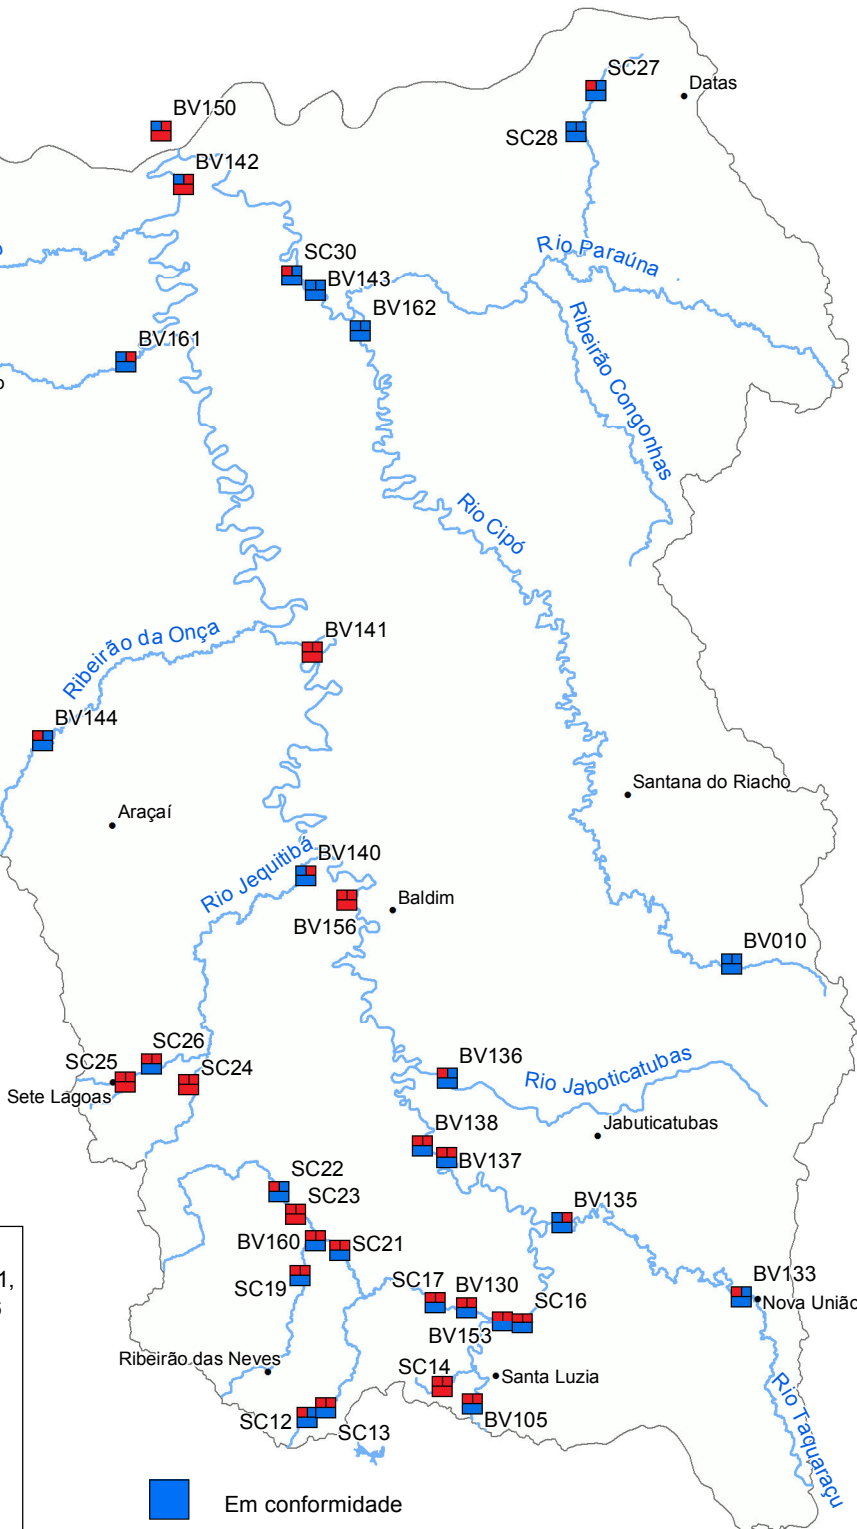 SC27
Datas
BV150
SC28
BV142
Rio Paraúna
SC30
BV143
BV162
BV161
Ribeirão Congonhas
o
Rio Cipó
Ribeirão da Onça
BV141
BV144
Santana do Riacho
Araçaí
Rio Jequitibá
BV140
Baldim
BV156
BV010
SC26
SC25
SC24
Sete Lagoas
BV136
Rio Jaboticatubas
BV138
Jabuticatubas
BV137
SC22
SC23
BV135
BV160
SC21
SC19
1,
SC17
BV130
SC16
BV133
Nova União
BV153
Ribeirão das Neves
SC14
Santa Luzia
SC12
SC13
BV105
Rio Taquaraçu
Em conformidade